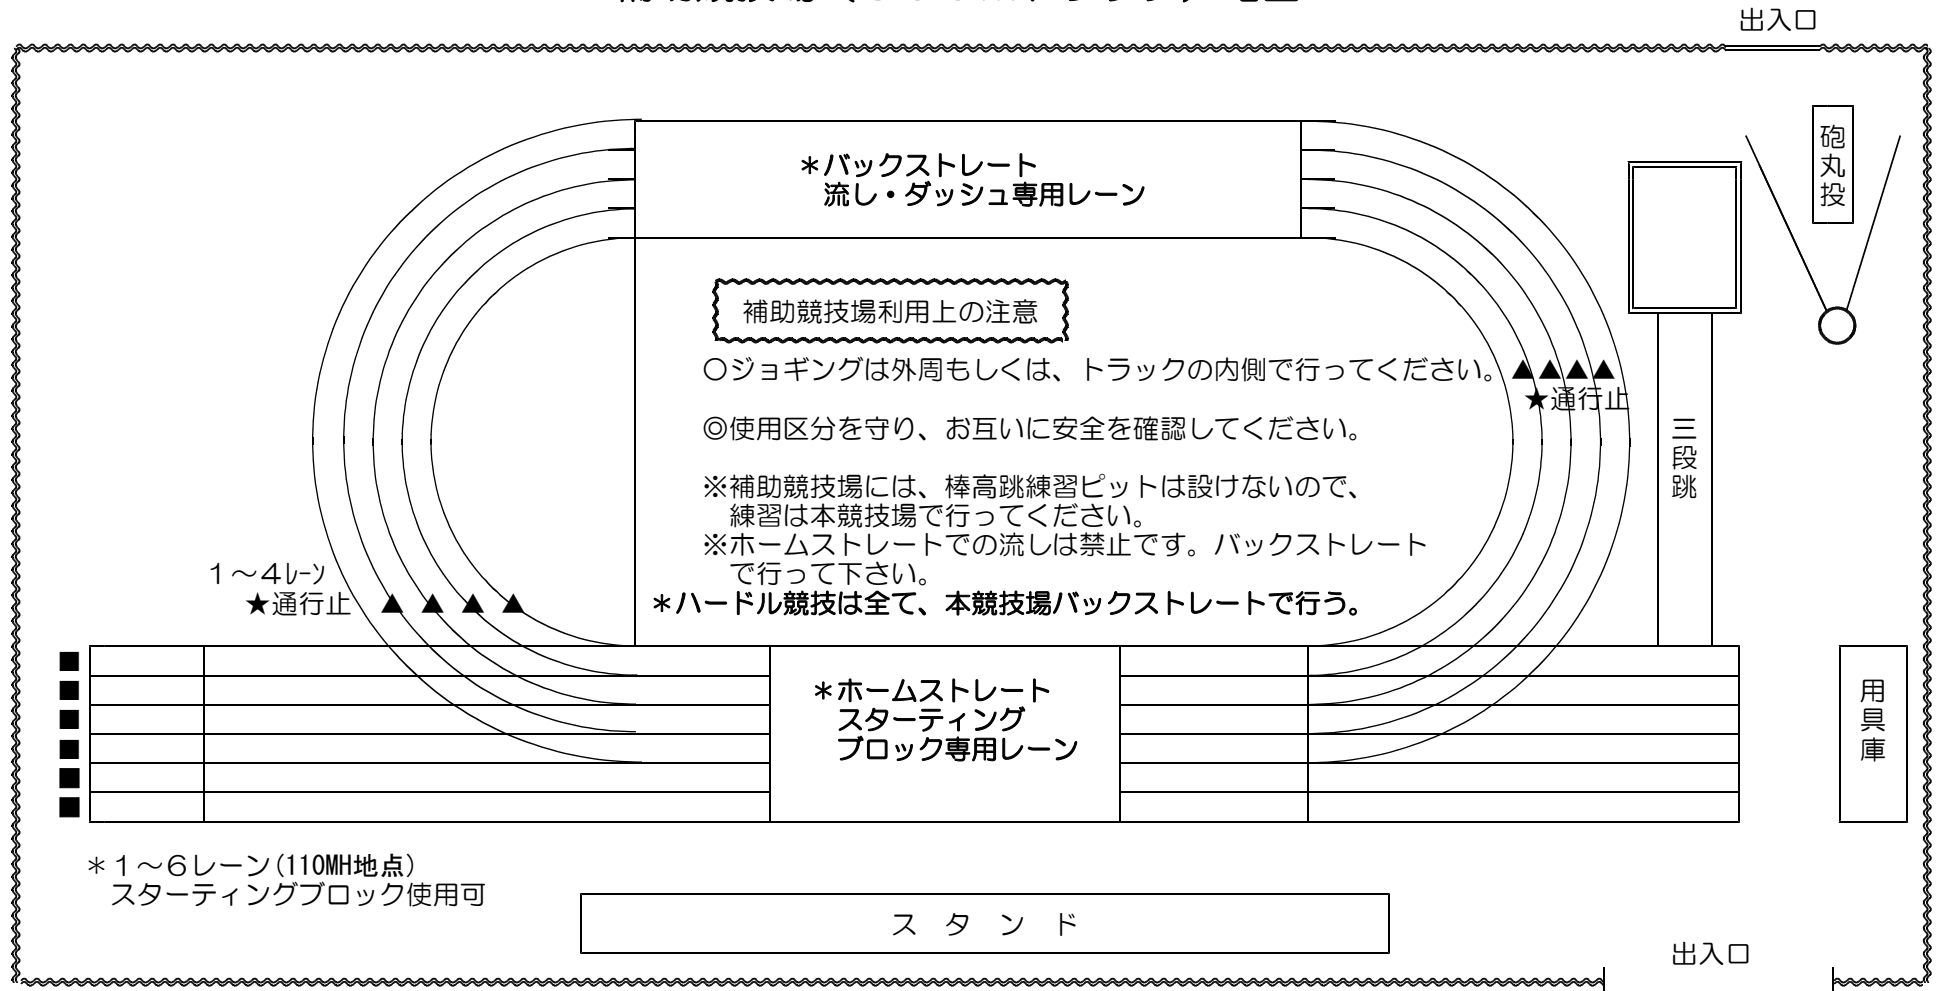 出入口
＊バックストレート
流し・ダッシュ専用レーン
砲丸投
補助競技場利用上の注意
○ジョギングは外周もしくは、トラックの内側で行ってください。▲▲▲▲
★通行止
◎使用区分を守り、お互いに安全を確認してください。
三段跳
※補助競技場には、棒高跳練習ピットは設けないので、
練習は本競技場で行ってください。
※ホームストレートでの流しは禁止です。バックストレート
で行って下さい。
１～４ﾚｰﾝ
★通行止 ▲ ▲ ▲ ▲
＊ハードル競技は全て、本競技場バックストレートで行う。
＊ホームストレート
スターティング
ブロック専用レーン
用具庫
＊１～６レーン(110MH地点)
スターティングブロック使用可
スタンド
出入口